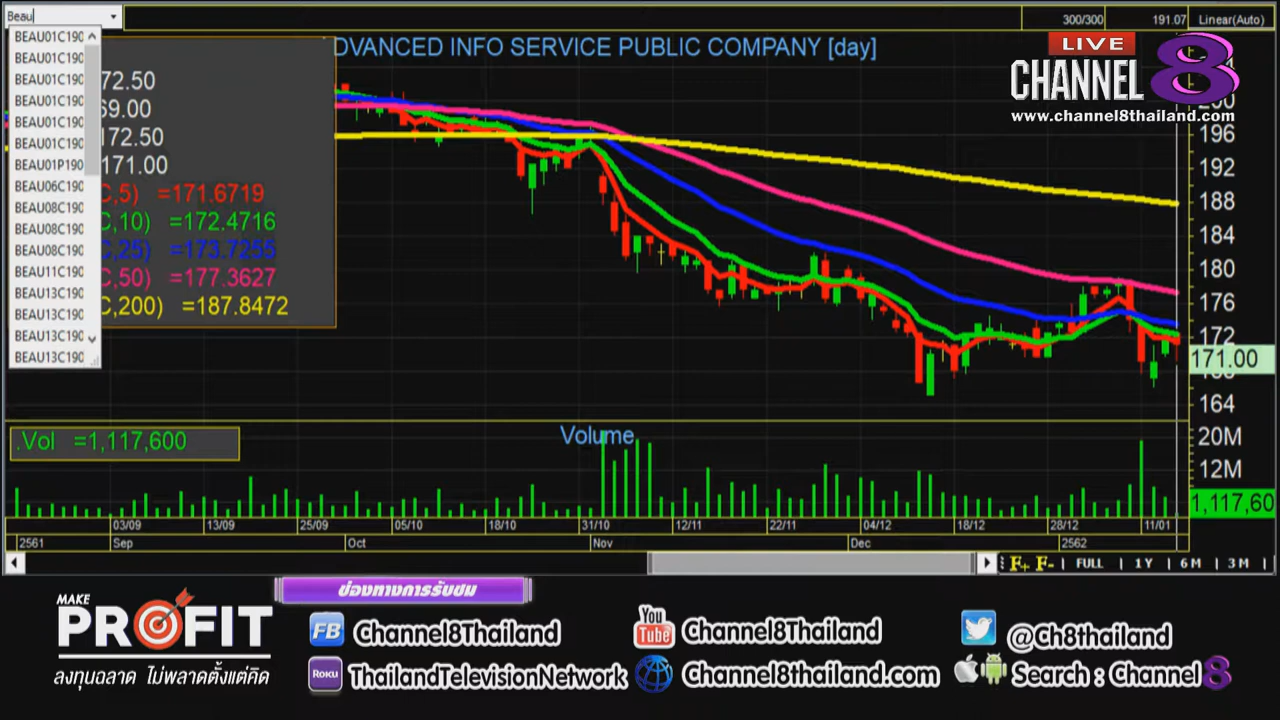 Beau
300/300
191.07
Linear(Auto)
BEAU01C190
BEAU01C190
BEAU01C190
BEAU01C190
BEAU01C190
BEAU01C190
BEAU01P190
BEAU06C190
BEAU08C190
BEAU08C190
BEAU08C190
BEAU11C190
BEAU13C190
BEAU13C190
BEAU13C190
BEAU13C190
DVANCED INFO SERVICE PUBLIC COMPANY [day]
LIVE
CHANNEL 8
www.channel8thailand.com
72.50
69.00
172.50
171.00
C,5) =171.6719
C,10) =172.4716
C,25) =173.7255
C,50) =177.3627
C,200) =187.8472
200
196
192
188
184
180
176
172
171.00
164
.Vol =1,117,600
Volume
20M
12M
1,117,60
03/09 13/09 25/09 05/10 18/10 31/10 12/11 22/11 04/12 18/12 28/12 11/01
2561 Sep Oct Nov Dec 2562
F+ F- FULL 1Y 6M 3M
ช่องทางการรับชม
MAKE
PROFIT
ลงทุนฉลาด ไม่พลาดตั้งแต่คิด
FB Channel8Thailand
You Tube Channel8Thailand
@Ch8thailand
ROKU ThailandTelevisionNetwork
Channel8thailand.com
Search : Channel 8